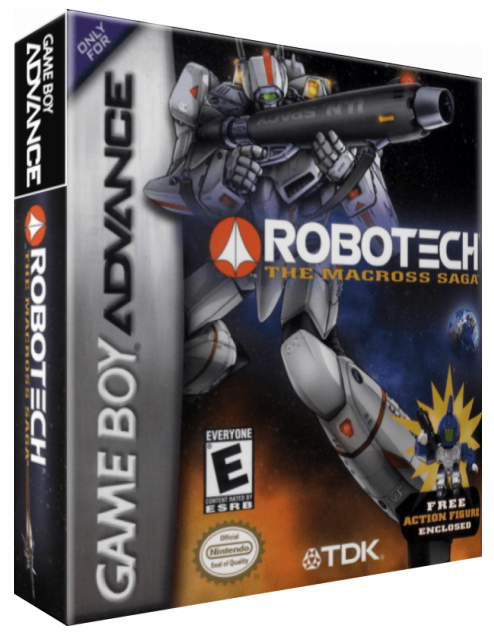 GAME BOY
ADVANCE
ROBOTECH
THE MACROSS SAGA
ONLY
FOR
GAME BOY ADVANCE
U.N. SPACY
ROBOTECH
THE MACROSS SAGA
EVERYONE
E
CONTENT RATED BY
ESRB
Official
Nintendo
Seal of Quality
TDK
FREE
ACTION FIGURE
ENCLOSED